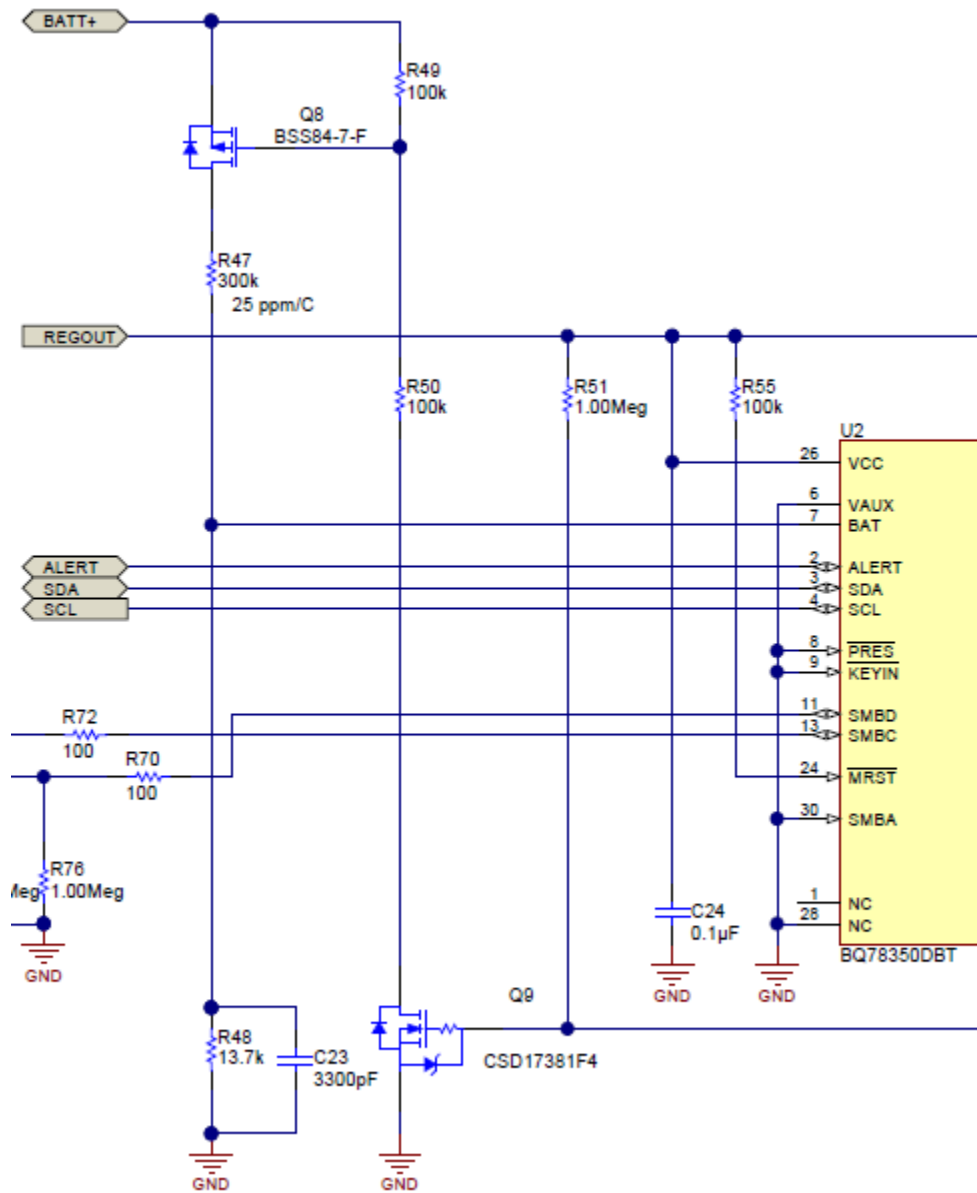 BATT+
R49
100k
Q8
BSS84-7-F
R47
300k
25 ppm/C
REGOUT
R50
100k
R51
1.00Meg
R55
100k
U2
26
VCC
6
VAUX
7
BAT
ALERT
2
ALERT
SDA
3
SDA
SCL
4
SCL
8
PRES
9
KEYIN
11
SMBD
R72
100
13
SMBC
R70
100
24
MRST
30
SMBA
R76
Meg
1.00Meg
1
NC
28
NC
C24
0.1µF
BQ78350DBT
GND
GND
GND
Q9
R48
13.7k
C23
3300pF
CSD17381F4
GND
GND